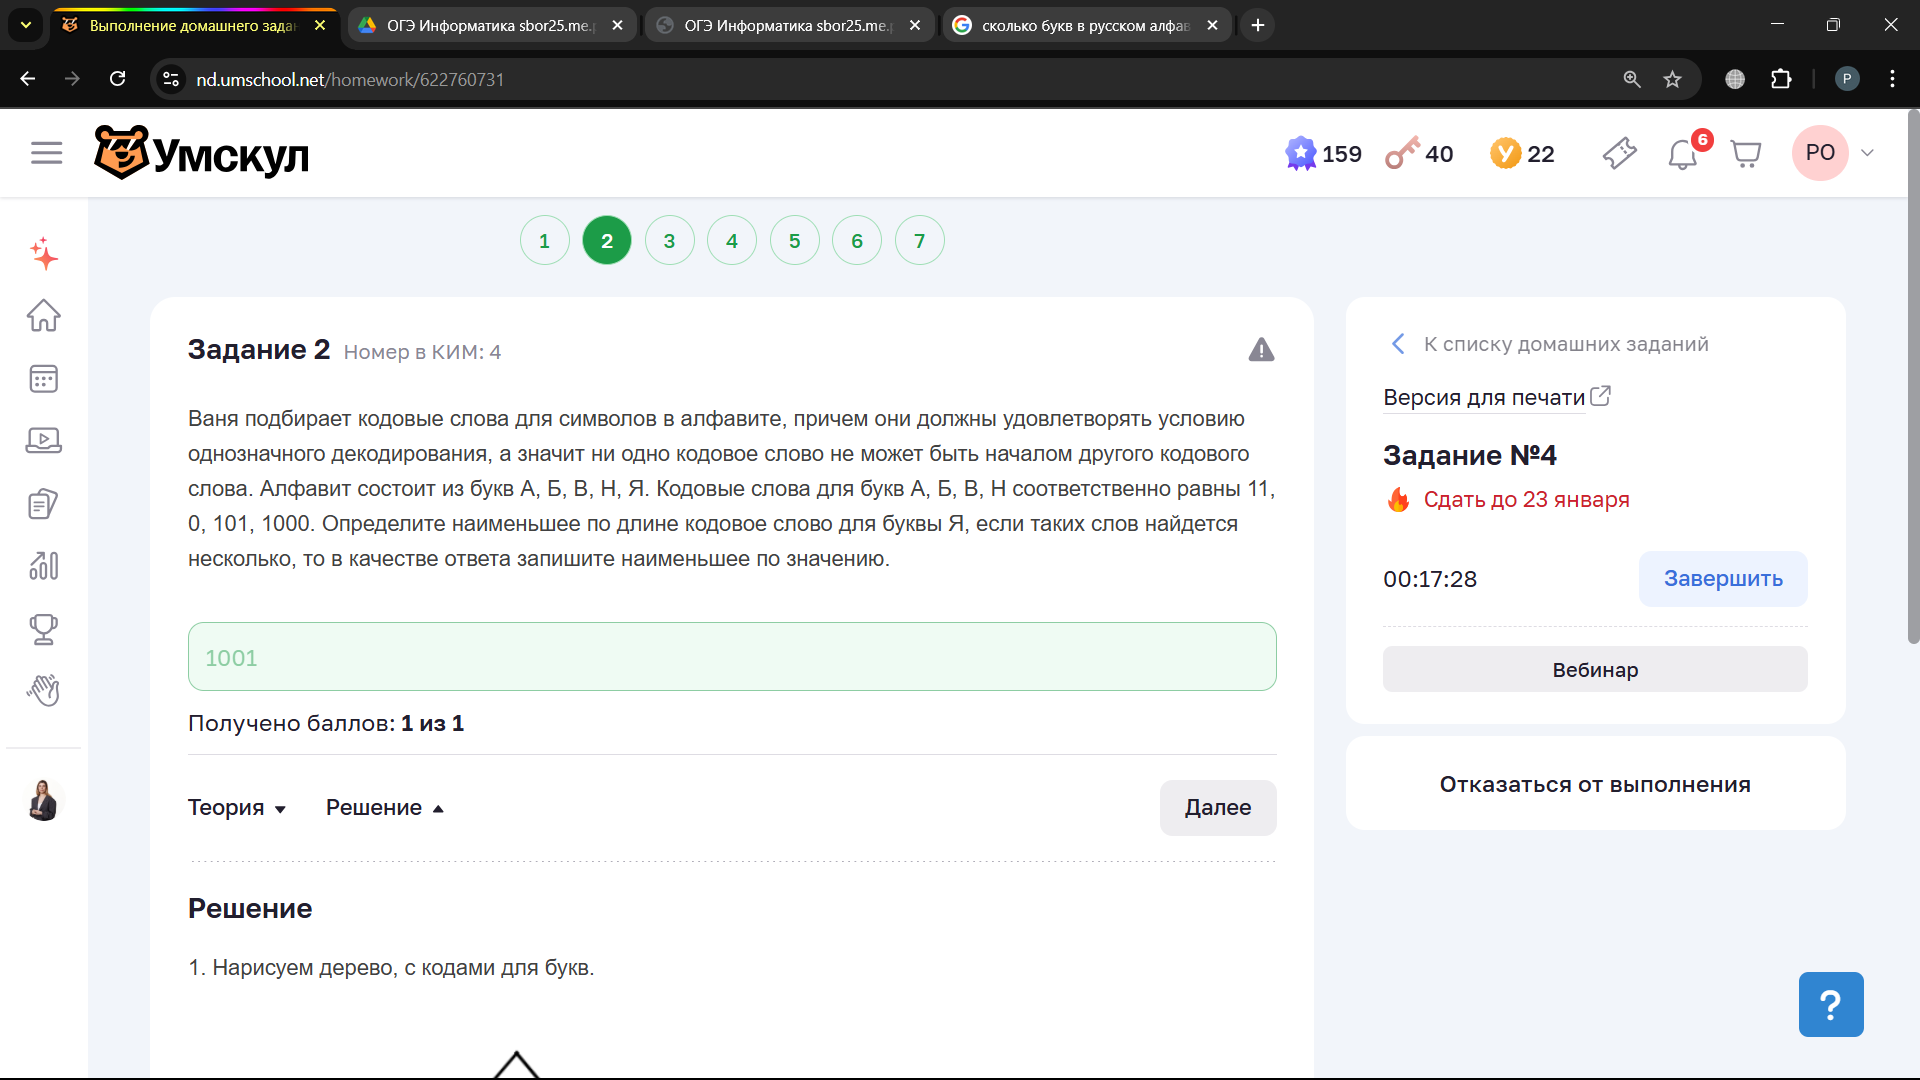 Выполнение домашнего зада
ОГЭ Информатика sbor25.me.
ОГЭ Информатика sbor25.me.
сколько букв в русском алфав
nd.umschool.net/homework/622760731
P
Умскул
159
40
У
22
6
РО
1
2
3
4
5
6
7
Задание 2 Номер в КИМ: 4
Ваня подбирает кодовые слова для символов в алфавите, причем они должны удовлетворять условию
однозначного декодирования, а значит ни одно кодовое слово не может быть началом другого кодового
слова. Алфавит состоит из букв А, Б, В, Н, Я. Кодовые слова для букв А, Б, В, Н соответственно равны 11,
0, 101, 1000. Определите наименьшее по длине кодовое слово для буквы Я, если таких слов найдется
несколько, то в качестве ответа запишите наименьшее по значению.
1001
Получено баллов: 1 из 1
Теория
Решение
Далее
Решение
1. Нарисуем дерево, с кодами для букв.
К списку домашних заданий
Версия для печати
Задание №4
Сдать до 23 января
00:17:28
Завершить
Вебинар
Отказаться от выполнения
?